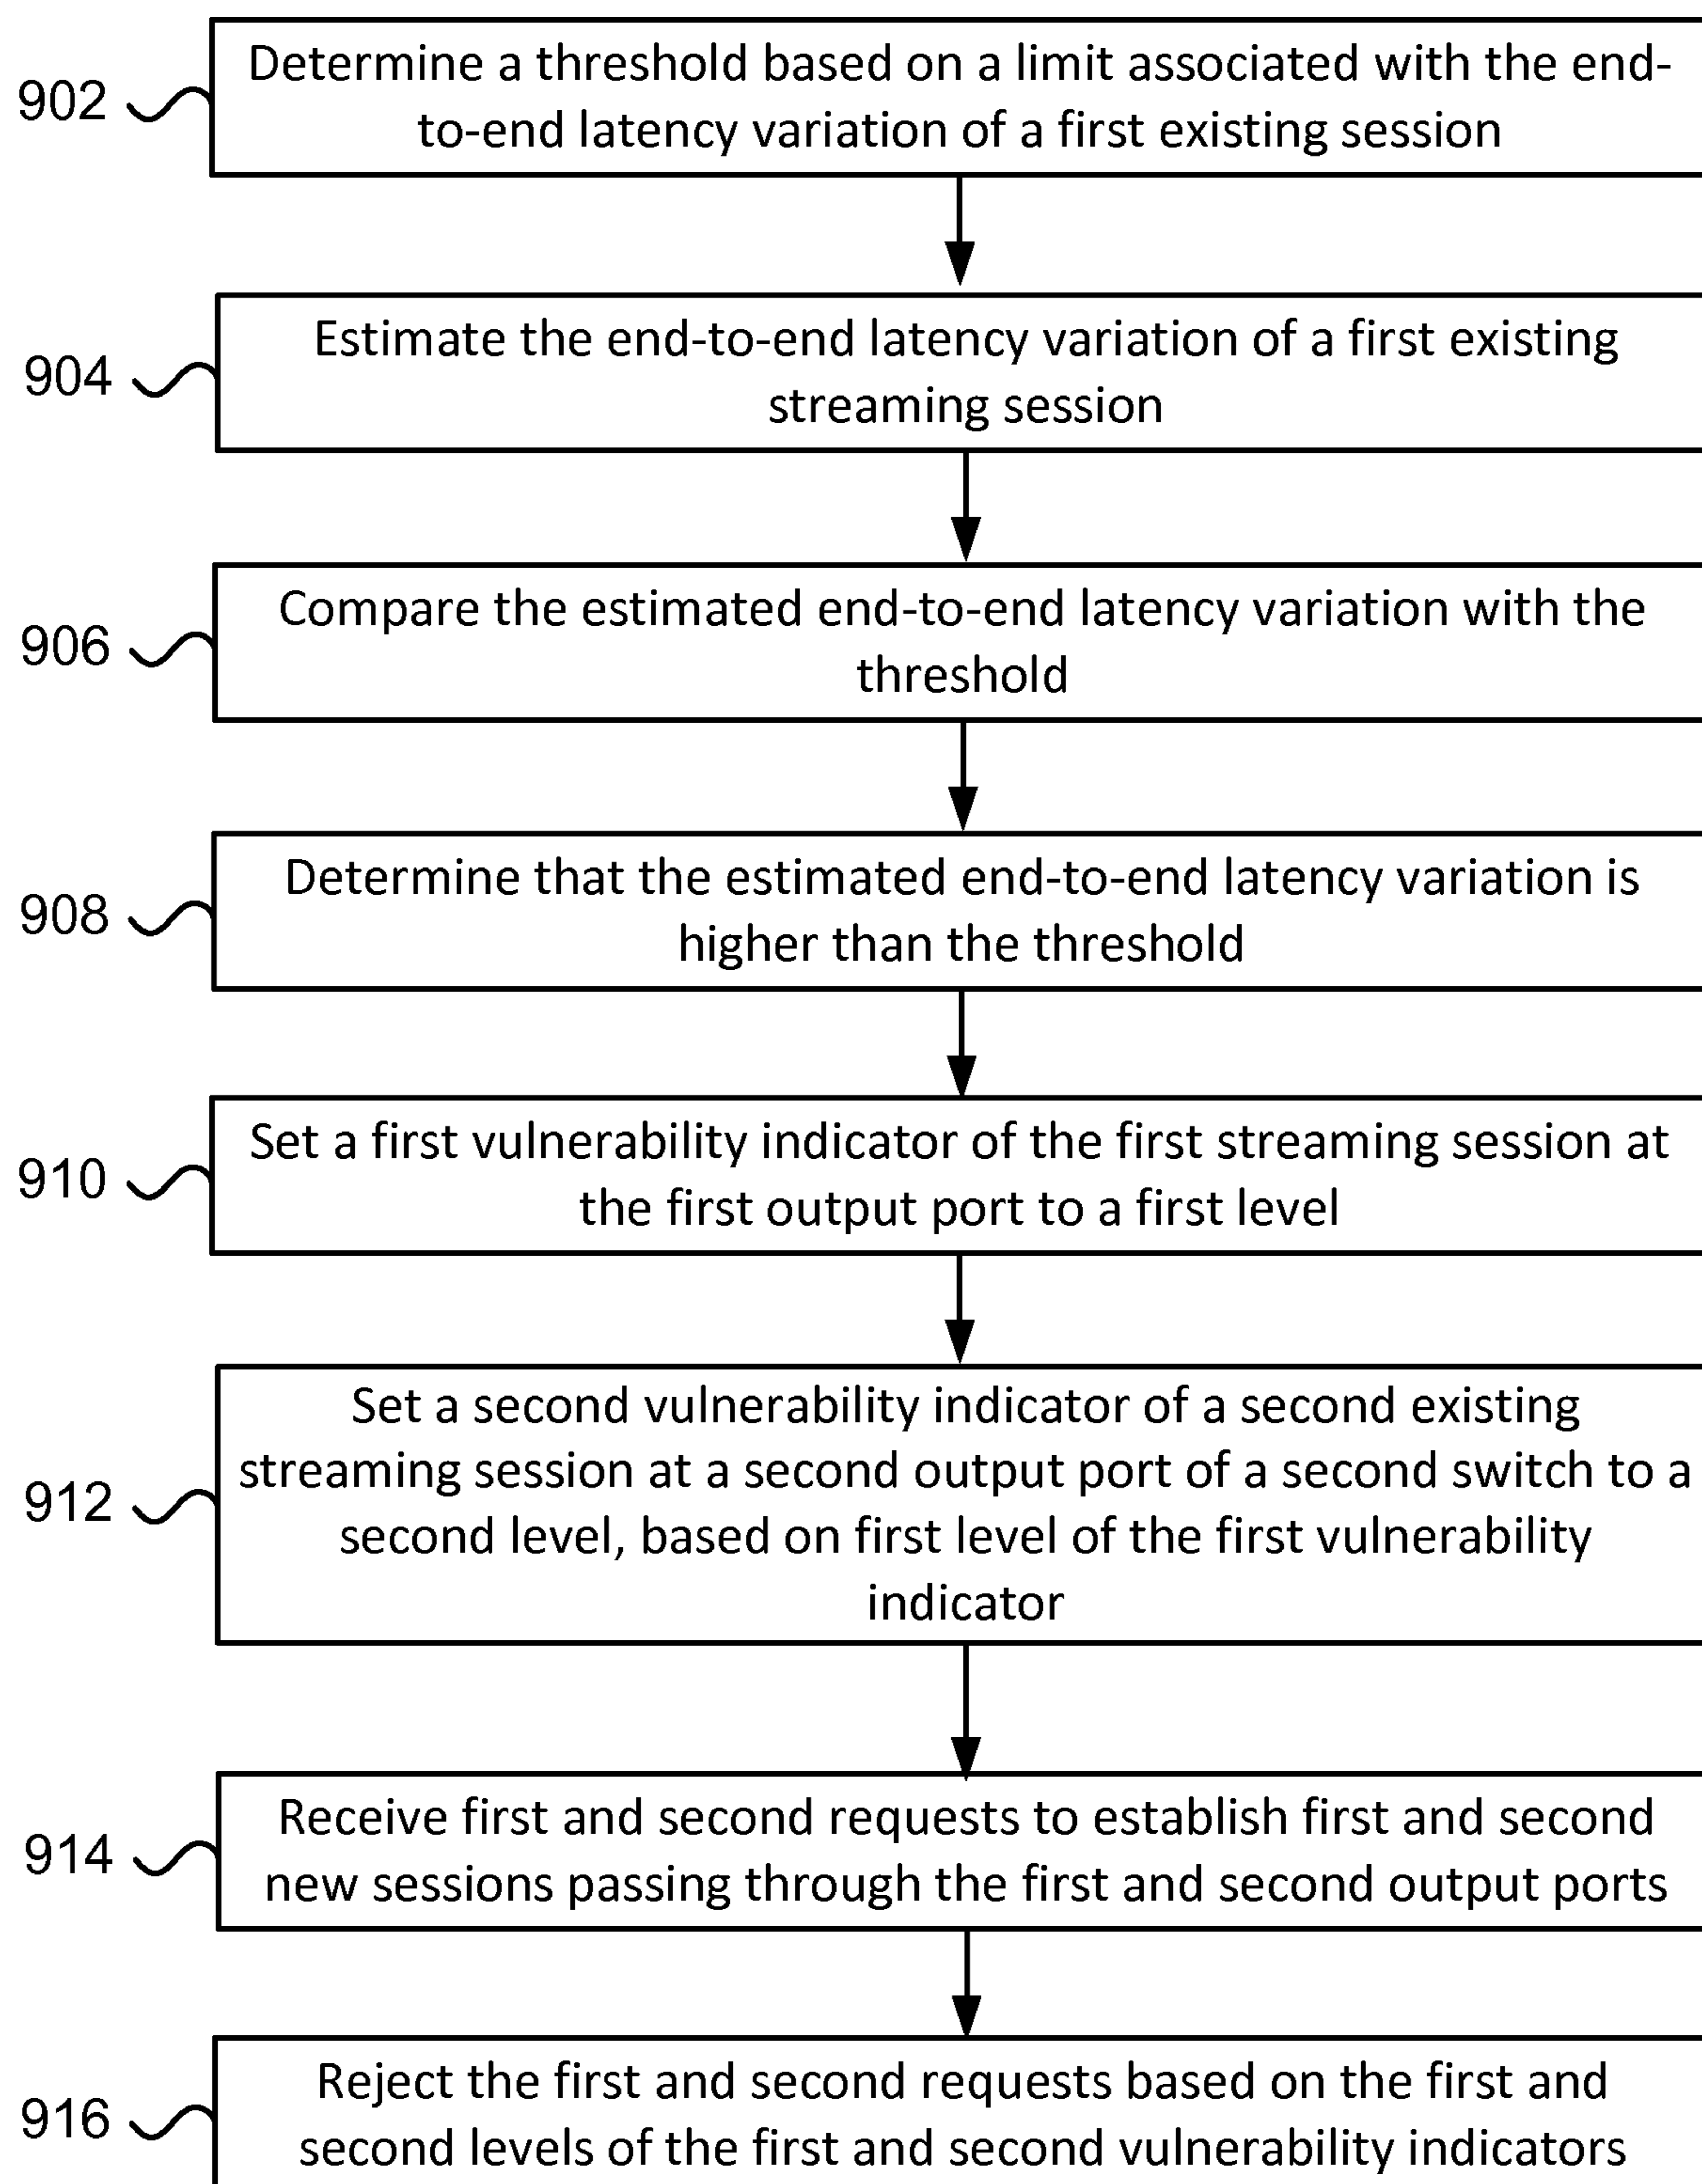 902
Determine a threshold based on a limit associated with the end-
to-end latency variation of a first existing session
904
Estimate the end-to-end latency variation of a first existing
streaming session
906
Compare the estimated end-to-end latency variation with the
threshold
908
Determine that the estimated end-to-end latency variation is
higher than the threshold
910
Set a first vulnerability indicator of the first streaming session at
the first output port to a first level
912
Set a second vulnerability indicator of a second existing
streaming session at a second output port of a second switch to a
second level, based on first level of the first vulnerability
indicator
914
Receive first and second requests to establish first and second
new sessions passing through the first and second output ports
916
Reject the first and second requests based on the first and
second levels of the first and second vulnerability indicators